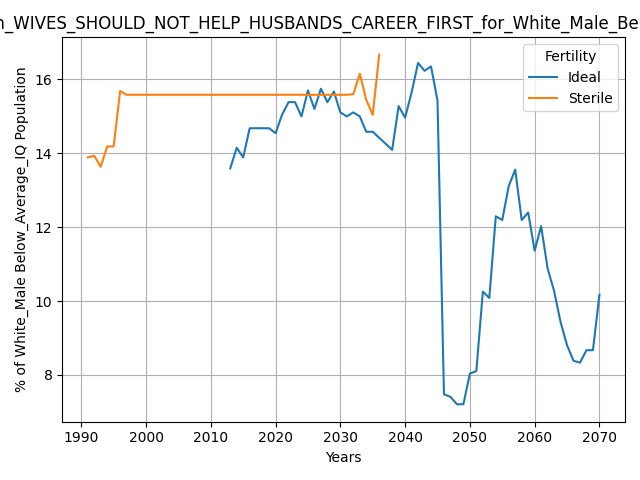 WIVES_SHOULD_NOT_HELP_HUSBANDS_CAREER_FIRST_for_White_Male_Be
Fertility
Ideal
Sterile
% of White_Male Below_Average_IQ Population
16
14
12
10
8
1990 2000 2010 2020 2030 2040 2050 2060 2070
Years